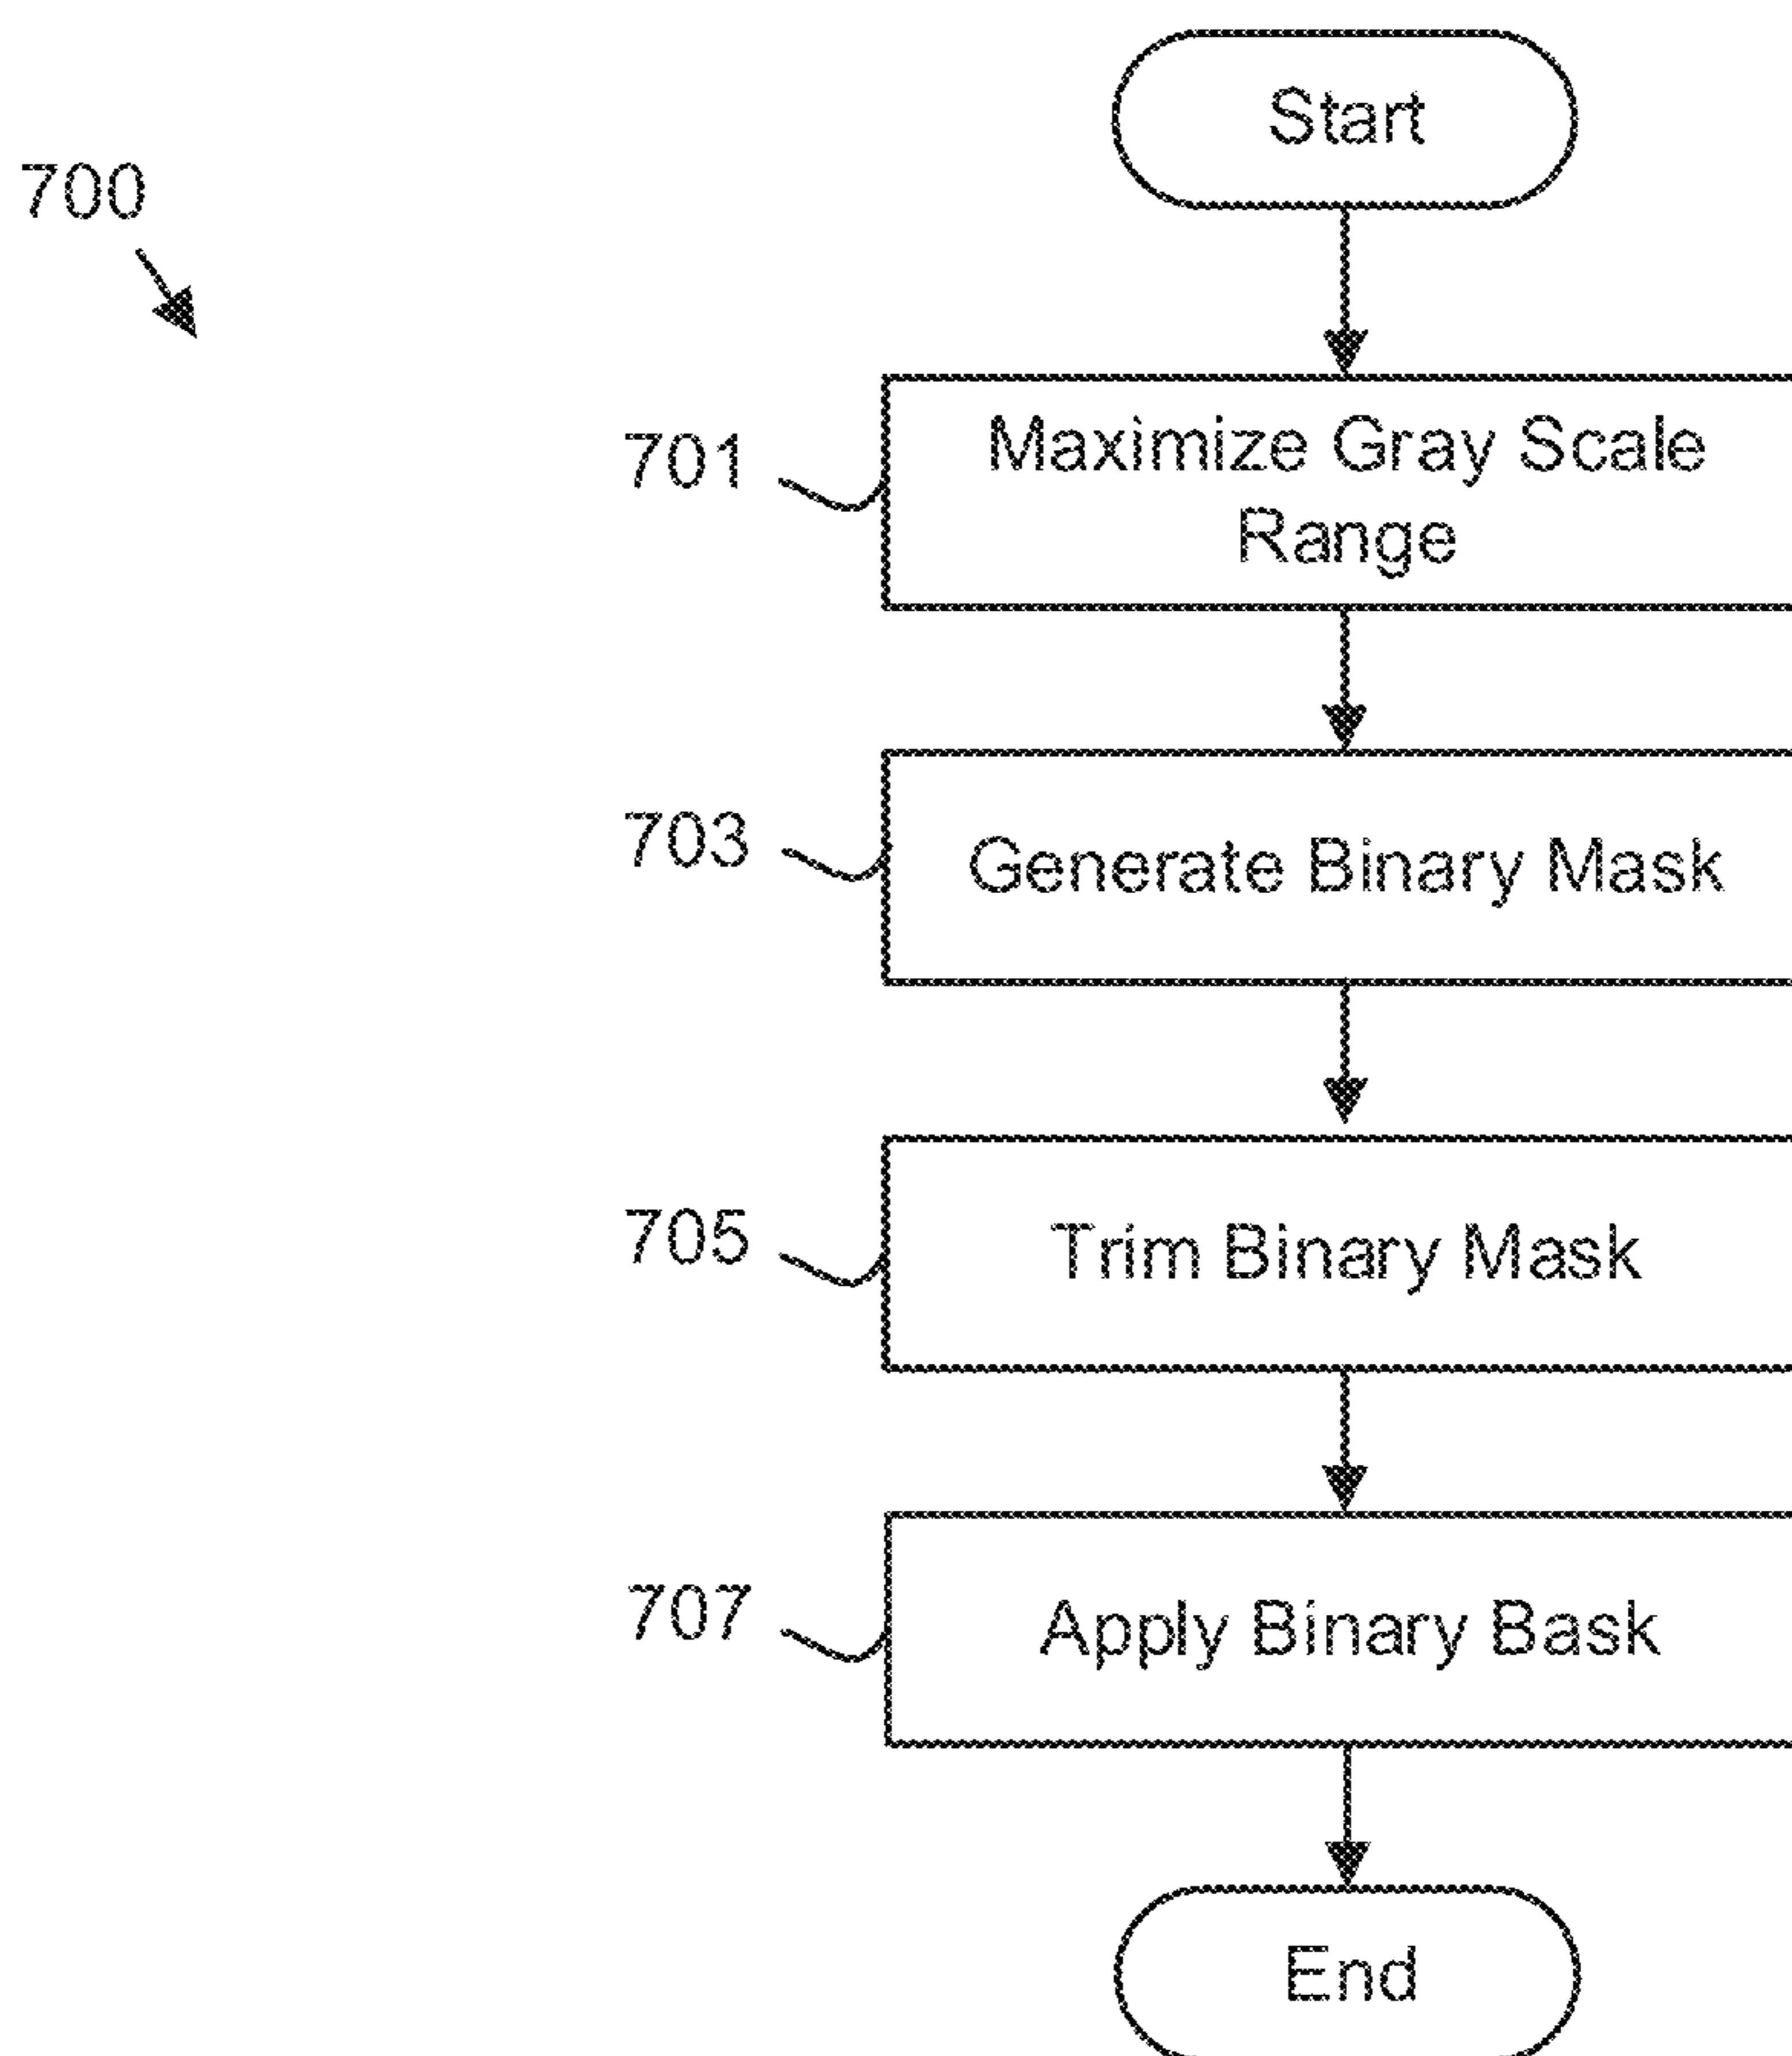 Start
700
701
Maximize Gray Scale
Range
703
Generate Binary Mask
705
Trim Binary Mask
707
Apply Binary Bask
End